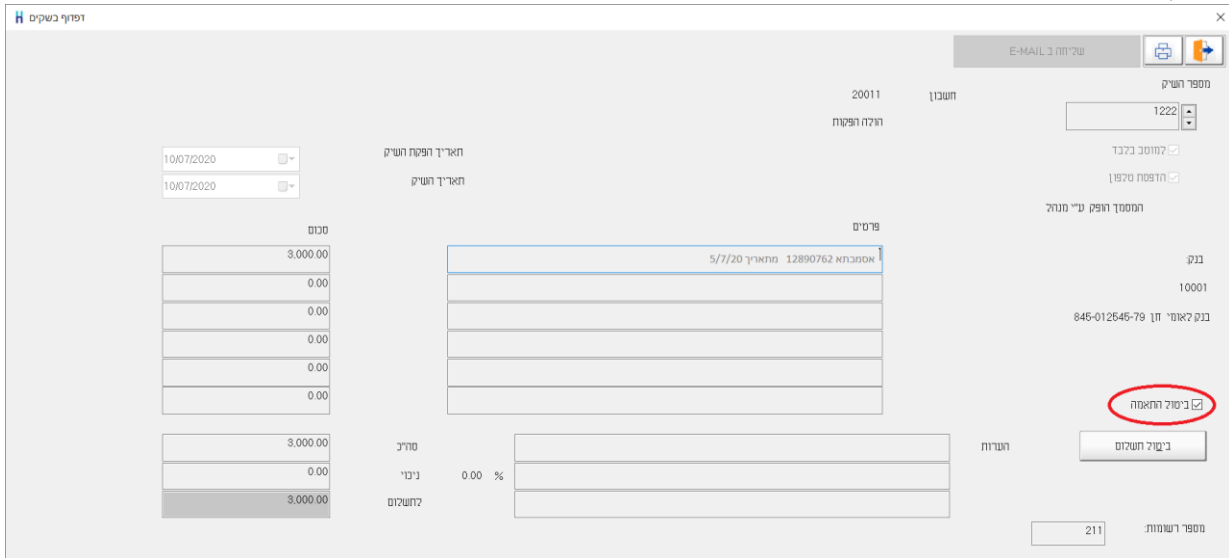 דפדוף בשקים
שליחה ב E-MAIL
מספר השיק
1222
חשבון 20011
הולה הפקות
למוטב בלבד
הדפסת טלפון
תאריך הפקת השיק 10/07/2020
תאריך השיק 10/07/2020
המסמך הופק ע"י מנהל
פרטים סכום
אסמכתא 12890762 מתאריך 5/7/20 3,000.00
0.00
0.00
0.00
0.00
0.00
בנק:
10001
בנק לאומי חן 845-012545-79
ביטול התאמה
ביטול תשלום
הערות
סה"כ 3,000.00
% 0.00 ניכוי 0.00
לתשלום 3,000.00
מספר רשומות: 211